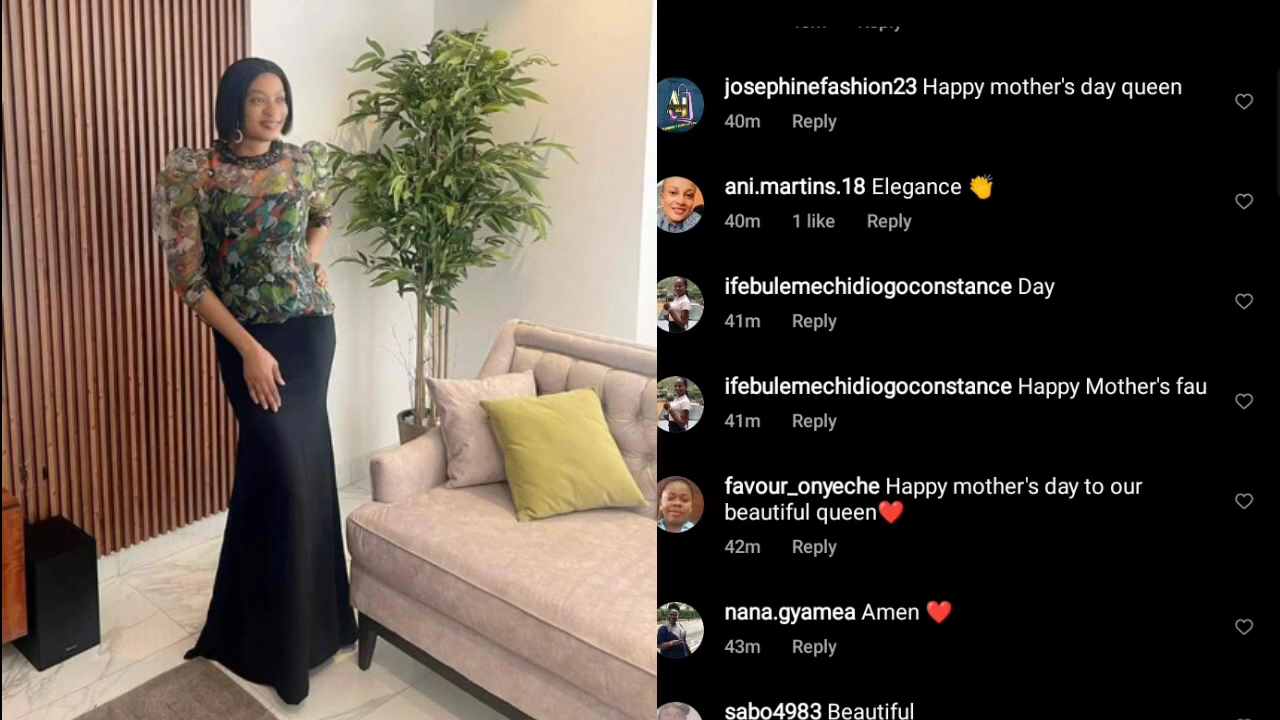 Reply
josephinefashion23 Happy mother's day queen
40m Reply
ani.martins.18 Elegance 👏
40m 1 like Reply
ifebulemechidiogoconstance Day
41m Reply
ifebulemechidiogoconstance Happy Mother's fau
41m Reply
favour_onyeche Happy mother's day to our
beautiful queen❤️
42m Reply
nana.gyamea Amen ❤️
43m Reply
sabo4983 Beautiful